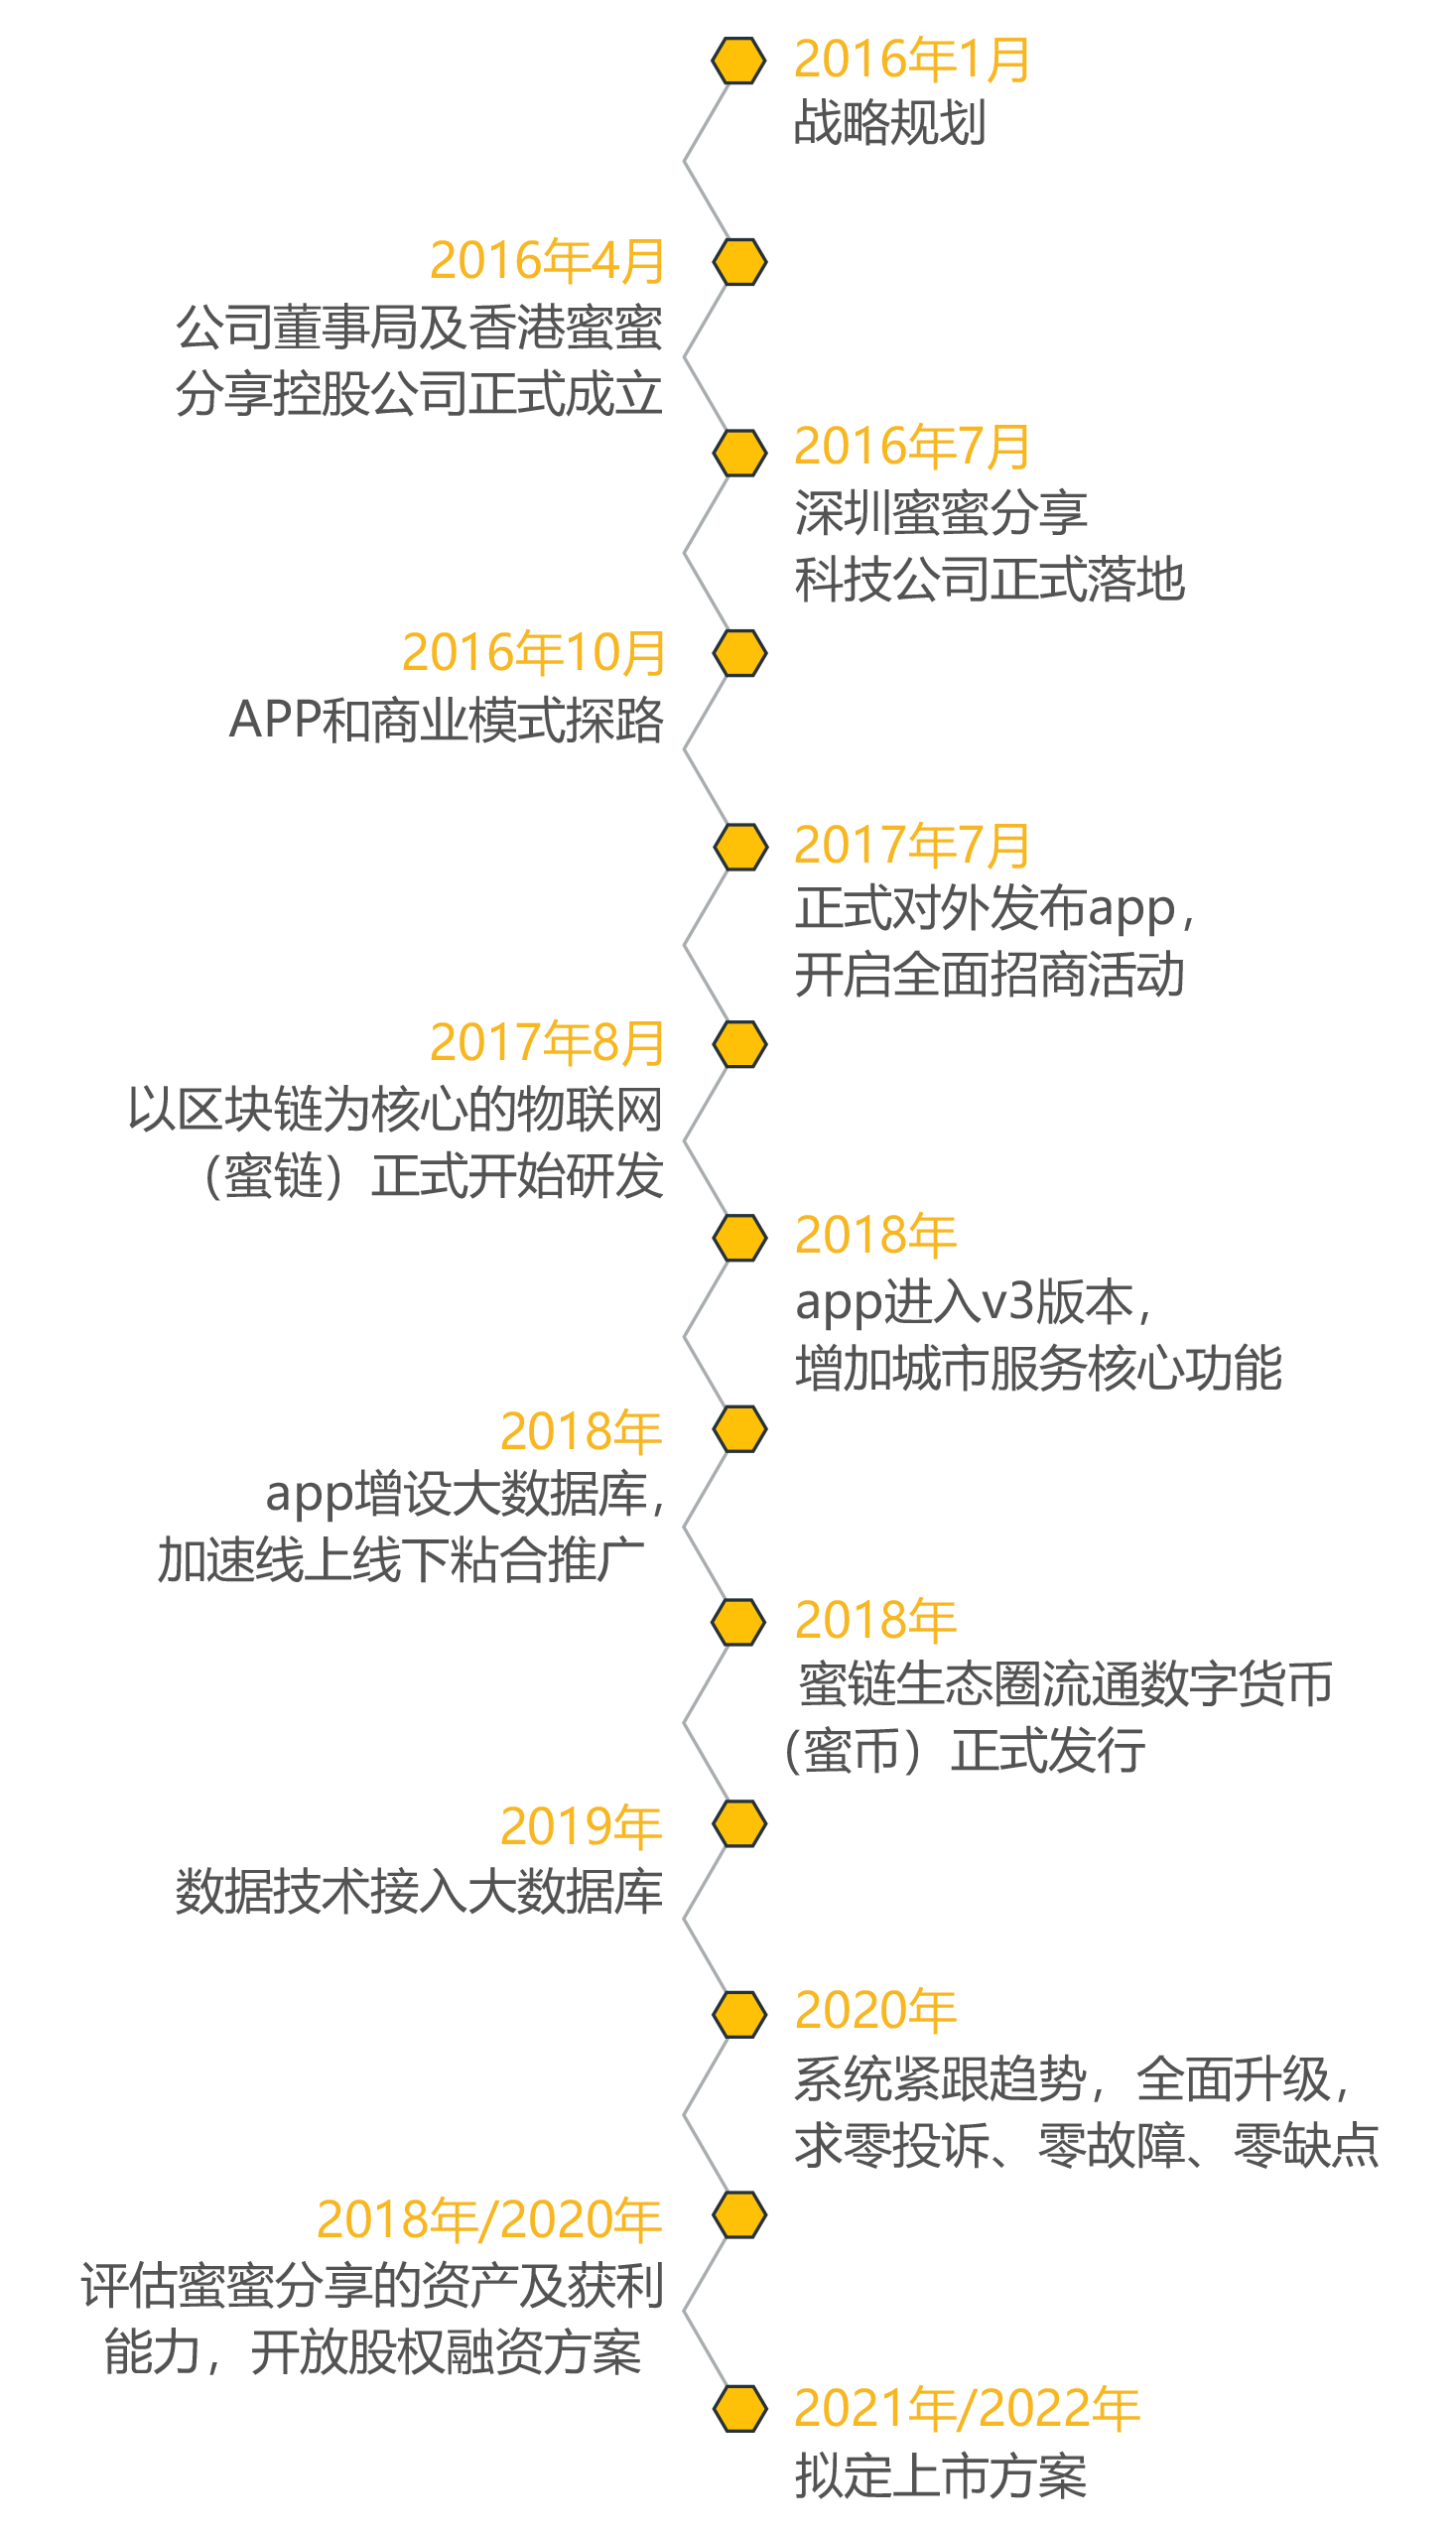 2016年1月
战略规划
2016年4月
公司董事局及香港蜜蜜
分享控股公司正式成立
2016年7月
深圳蜜蜜分享
科技公司正式落地
2016年10月
APP和商业模式探路
2017年7月
正式对外发布app，
开启全面招商活动
2017年8月
以区块链为核心的物联网
（蜜链）正式开始研发
2018年
app进入v3版本，
增加城市服务核心功能
2018年
app增设大数据库，
加速线上线下粘合推广
2018年
蜜链生态圈流通数字货币
（蜜币）正式发行
2019年
数据技术接入大数据库
2020年
系统紧跟趋势，全面升级，
求零投诉、零故障、零缺点
2018年/2020年
评估蜜蜜分享的资产及获利
能力，开放股权融资方案
2021年/2022年
拟定上市方案